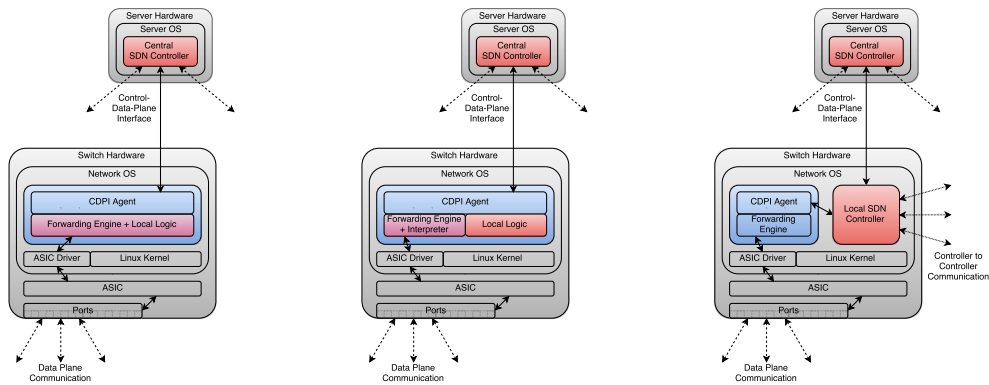 Server Hardware
Server OS
Central
SDN Controller
Control-
Data-Plane
Interface
Switch Hardware
Network OS
CDPI Agent
Forwarding Engine + Local Logic
ASIC Driver
Linux Kernel
ASIC
Ports
Data Plane
Communication
Server Hardware
Server OS
Central
SDN Controller
Control-
Data-Plane
Interface
Switch Hardware
Network OS
CDPI Agent
Forwarding Engine
+ Interpreter
Local Logic
ASIC Driver
Linux Kernel
ASIC
Ports
Data Plane
Communication
Server Hardware
Server OS
Central
SDN Controller
Control-
Data-Plane
Interface
Switch Hardware
Network OS
CDPI Agent
Forwarding
Engine
Local SDN
Controller
Controller to
Controller
Communication
ASIC Driver
Linux Kernel
ASIC
Ports
Data Plane
Communication